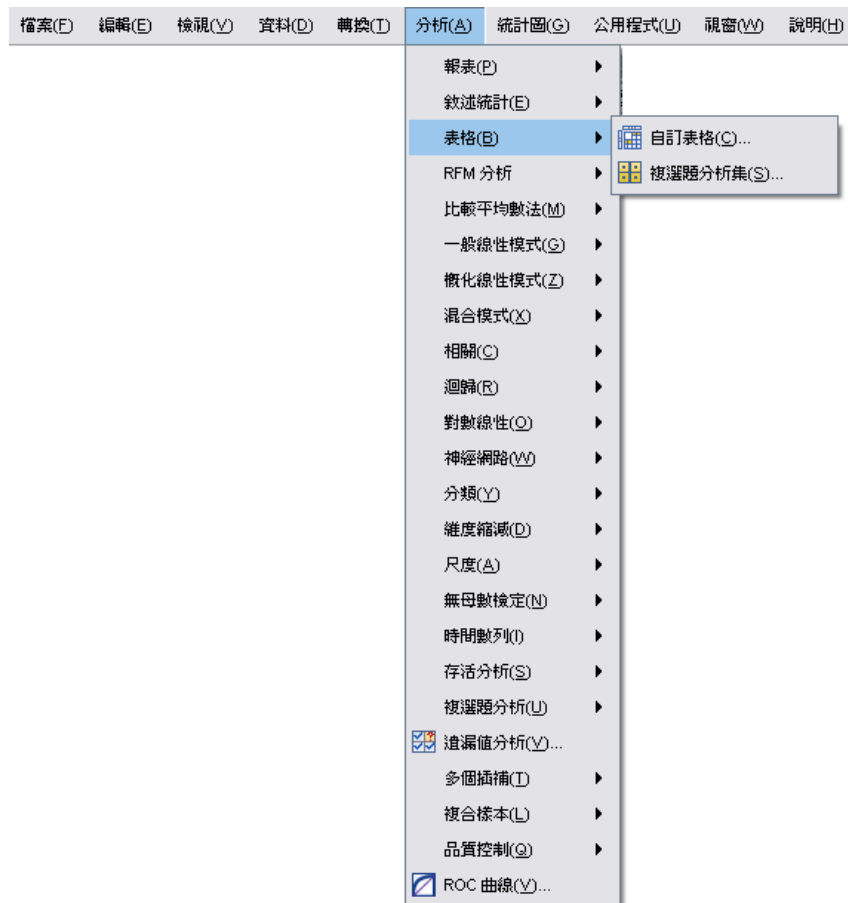 檔案(F) 編輯(E) 檢視(V) 資料(D) 轉換(T) 分析(A) 統計圖(G) 公用程式(U) 視窗(W) 說明(H)
報表(P)
敘述統計(E)
表格(B)
自訂表格(C)...
複選題分析集(S)...
RFM 分析
比較平均數法(M)
一般線性模式(G)
概化線性模式(Z)
混合模式(X)
相關(C)
迴歸(R)
對數線性(O)
神經網路(W)
分類(Y)
維度縮減(D)
尺度(A)
無母數檢定(N)
時間數列(I)
存活分析(S)
複選題分析(U)
遺漏值分析(V)...
多個插補(T)
複合樣本(L)
品質控制(Q)
ROC 曲線(V)...